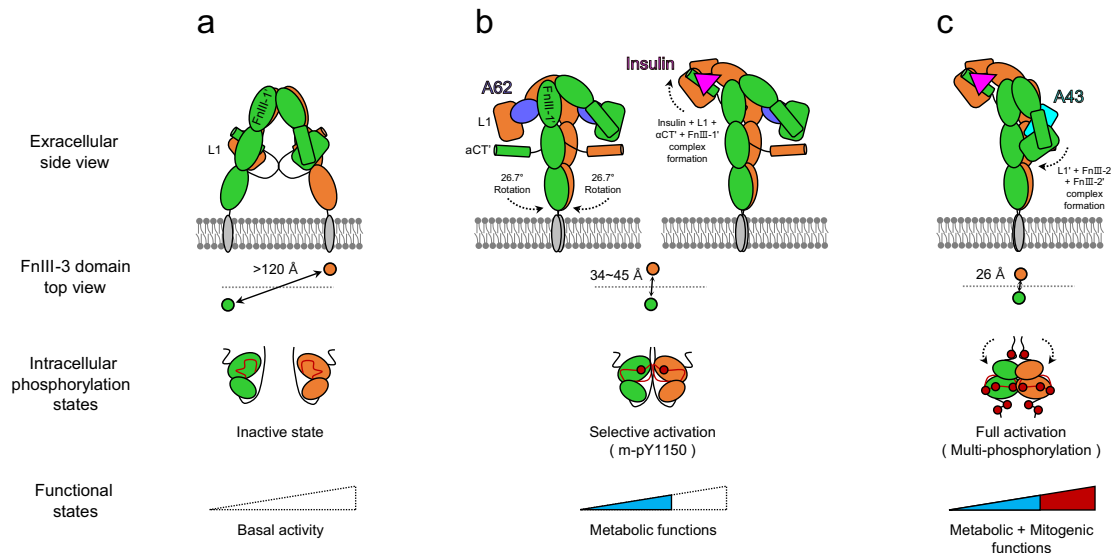 a
b
c
Exracellular
side view
FnIII-1'
L1
A62
FnIII-1'
L1
aCT'
26.7°
Rotation
26.7°
Rotation
Insulin
Insulin + L1 +
αCT' + FnIII-1'
complex
formation
A43
L1' + FnIII-2
+ FnIII-2'
complex
formation
FnIII-3 domain
top view
>120 Å
34~45 Å
26 Å
Intracellular
phosphorylation
states
Inactive state
Selective activation
( m-pY1150 )
Full activation
( Multi-phosphorylation )
Functional
states
Basal activity
Metabolic functions
Metabolic + Mitogenic
functions